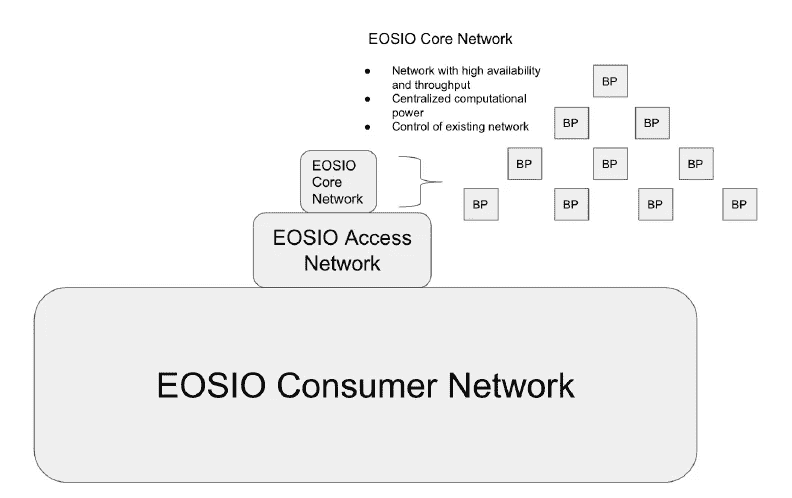 EOSIO Core Network
● Network with high availability
and throughput
● Centralized computational
power
● Control of existing network
BP
BP BP
BP BP BP
BP BP BP BP
EOSIO
Core
Network
EOSIO Access
Network
EOSIO Consumer Network